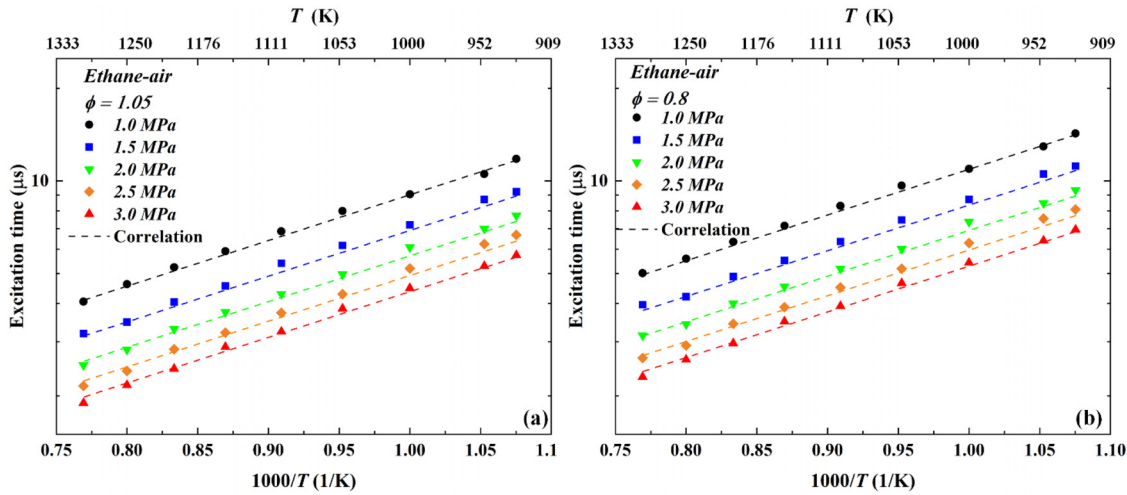 T (K)
1333 1250 1176 1111 1053 1000 952 909
Ethane-air
ϕ = 1.05
1.0 MPa
1.5 MPa
2.0 MPa
2.5 MPa
3.0 MPa
Correlation
Excitation time (μs)
10
(a)
0.75 0.80 0.85 0.90 0.95 1.00 1.05 1.1
1000/T (1/K)
T (K)
1333 1250 1176 1111 1053 1000 952 909
Ethane-air
ϕ = 0.8
1.0 MPa
1.5 MPa
2.0 MPa
2.5 MPa
3.0 MPa
Correlation
Excitation time (μs)
10
(b)
0.75 0.80 0.85 0.90 0.95 1.00 1.05 1.10
1000/T (1/K)